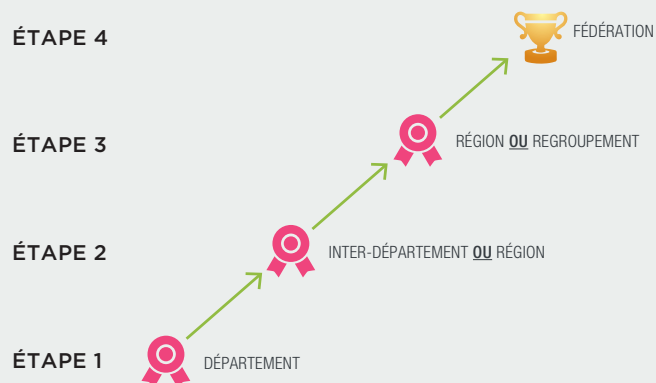 ÉTAPE 4
FÉDÉRATION
ÉTAPE 3
RÉGION OU REGROUPEMENT
ÉTAPE 2
INTER-DÉPARTEMENT OU RÉGION
ÉTAPE 1
DÉPARTEMENT